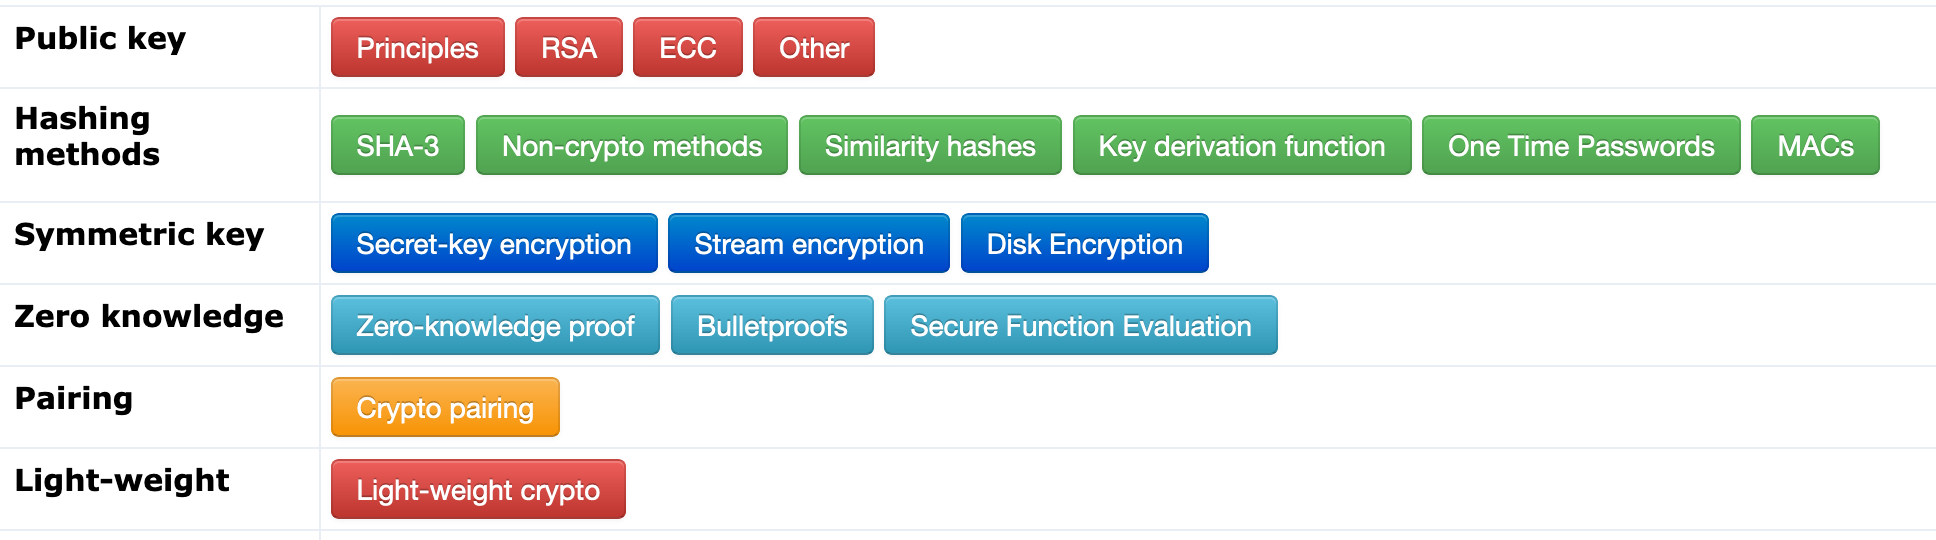 Public key
Principles RSA ECC Other
Hashing
methods
SHA-3 Non-crypto methods Similarity hashes Key derivation function One Time Passwords MACs
Symmetric key
Secret-key encryption Stream encryption Disk Encryption
Zero knowledge
Zero-knowledge proof Bulletproofs Secure Function Evaluation
Pairing
Crypto pairing
Light-weight
Light-weight crypto